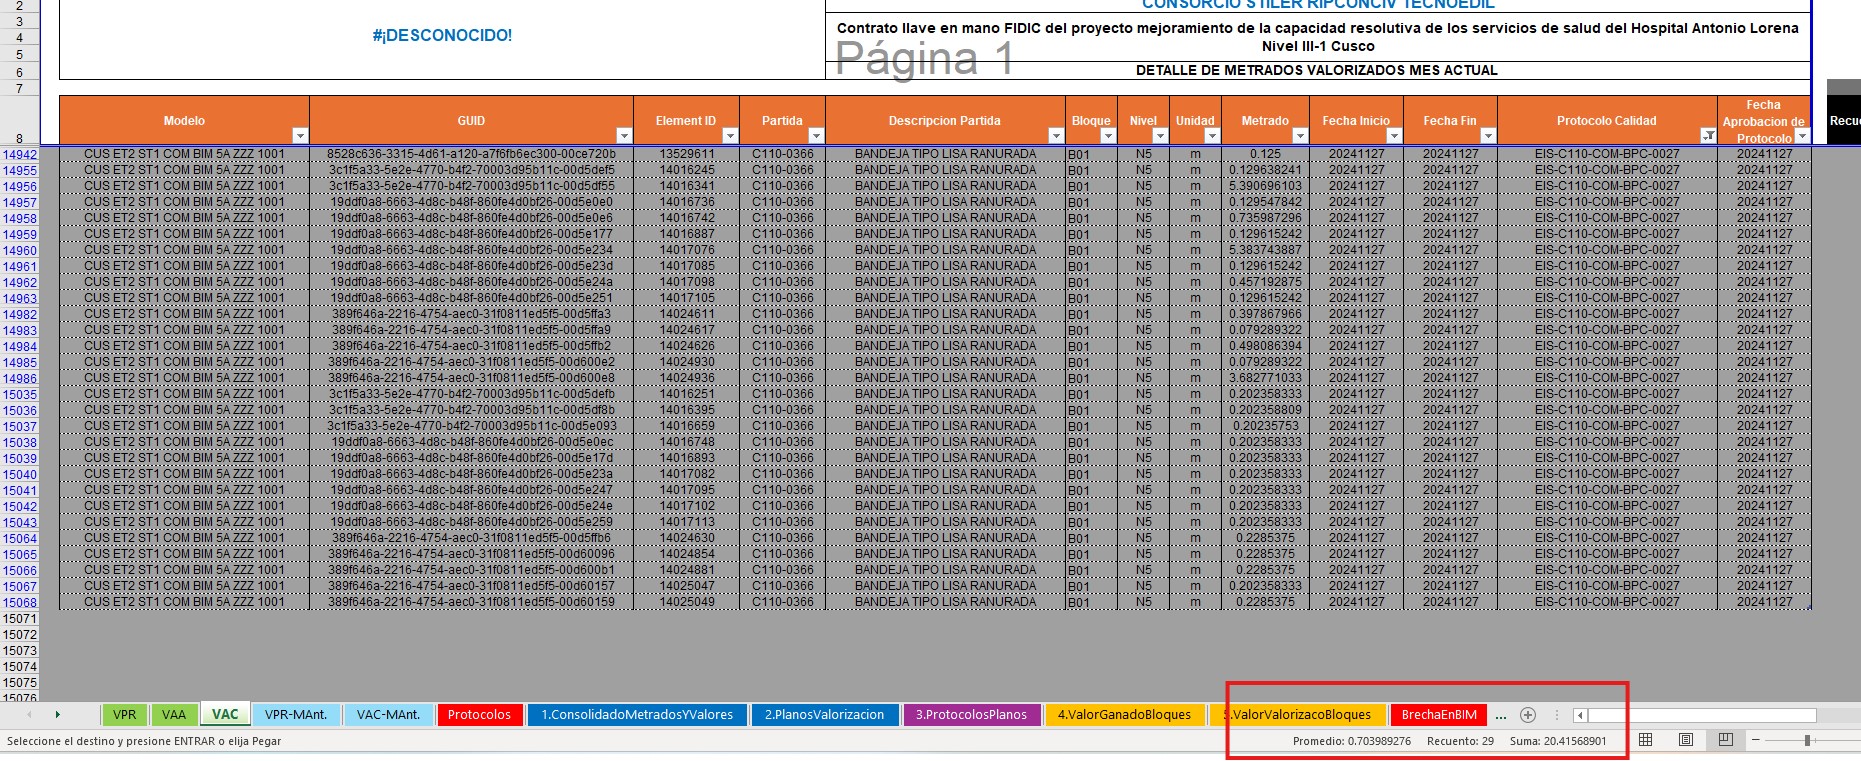 2
3
4
5
6
7
8
CONSORCIO STILER RIPCONCIV TECNOEDIL
#¡DESCONOCIDO!
Contrato llave en mano FIDIC del proyecto mejoramiento de la capacidad resolutiva de los servicios de salud del Hospital Antonio Lorena
Nivel III-1 Cusco
Página 1
DETALLE DE METRADOS VALORIZADOS MES ACTUAL
Modelo GUID Element ID Partida Descripcion Partida Bloque Nivel Unidad Metrado Fecha Inicio Fecha Fin Protocolo Calidad Fecha Aprobacion de Protocolo
14942 CUS ET2 ST1 COM BIM 5A ZZZ 1001 8528c636-3315-4d61-a120-a7f6fb6ec300-00ce720b 13529611 C110-0366 BANDEJA TIPO LISA RANURADA B01 N5 m 0.125 20241127 20241127 EIS-C110-COM-BPC-0027 20241127
14955 CUS ET2 ST1 COM BIM 5A ZZZ 1001 3c1f5a33-5e2e-4770-b4f2-70003d95b11c-00d5def5 14016245 C110-0366 BANDEJA TIPO LISA RANURADA B01 N5 m 0.129638241 20241127 20241127 EIS-C110-COM-BPC-0027 20241127
14956 CUS ET2 ST1 COM BIM 5A ZZZ 1001 3c1f5a33-5e2e-4770-b4f2-70003d95b11c-00d5df55 14016341 C110-0366 BANDEJA TIPO LISA RANURADA B01 N5 m 5.390696103 20241127 20241127 EIS-C110-COM-BPC-0027 20241127
14957 CUS ET2 ST1 COM BIM 5A ZZZ 1001 19ddf0a8-6663-4d8c-b48f-860fe4d0bf26-00d5e0e0 14016736 C110-0366 BANDEJA TIPO LISA RANURADA B01 N5 m 0.129547842 20241127 20241127 EIS-C110-COM-BPC-0027 20241127
14958 CUS ET2 ST1 COM BIM 5A ZZZ 1001 19ddf0a8-6663-4d8c-b48f-860fe4d0bf26-00d5e0e6 14016742 C110-0366 BANDEJA TIPO LISA RANURADA B01 N5 m 0.735987296 20241127 20241127 EIS-C110-COM-BPC-0027 20241127
14959 CUS ET2 ST1 COM BIM 5A ZZZ 1001 19ddf0a8-6663-4d8c-b48f-860fe4d0bf26-00d5e177 14016887 C110-0366 BANDEJA TIPO LISA RANURADA B01 N5 m 0.129615242 20241127 20241127 EIS-C110-COM-BPC-0027 20241127
14960 CUS ET2 ST1 COM BIM 5A ZZZ 1001 19ddf0a8-6663-4d8c-b48f-860fe4d0bf26-00d5e234 14017076 C110-0366 BANDEJA TIPO LISA RANURADA B01 N5 m 5.383743887 20241127 20241127 EIS-C110-COM-BPC-0027 20241127
14961 CUS ET2 ST1 COM BIM 5A ZZZ 1001 19ddf0a8-6663-4d8c-b48f-860fe4d0bf26-00d5e23d 14017085 C110-0366 BANDEJA TIPO LISA RANURADA B01 N5 m 0.129615242 20241127 20241127 EIS-C110-COM-BPC-0027 20241127
14962 CUS ET2 ST1 COM BIM 5A ZZZ 1001 19ddf0a8-6663-4d8c-b48f-860fe4d0bf26-00d5e24a 14017098 C110-0366 BANDEJA TIPO LISA RANURADA B01 N5 m 0.457192875 20241127 20241127 EIS-C110-COM-BPC-0027 20241127
14963 CUS ET2 ST1 COM BIM 5A ZZZ 1001 19ddf0a8-6663-4d8c-b48f-860fe4d0bf26-00d5e251 14017105 C110-0366 BANDEJA TIPO LISA RANURADA B01 N5 m 0.129615242 20241127 20241127 EIS-C110-COM-BPC-0027 20241127
14982 CUS ET2 ST1 COM BIM 5A ZZZ 1001 389f646a-2216-4754-aec0-31f0811ed5f5-00d5ffa3 14024611 C110-0366 BANDEJA TIPO LISA RANURADA B01 N5 m 0.397867966 20241127 20241127 EIS-C110-COM-BPC-0027 20241127
14983 CUS ET2 ST1 COM BIM 5A ZZZ 1001 389f646a-2216-4754-aec0-31f0811ed5f5-00d5ffa9 14024617 C110-0366 BANDEJA TIPO LISA RANURADA B01 N5 m 0.079289322 20241127 20241127 EIS-C110-COM-BPC-0027 20241127
14984 CUS ET2 ST1 COM BIM 5A ZZZ 1001 389f646a-2216-4754-aec0-31f0811ed5f5-00d5ffb2 14024626 C110-0366 BANDEJA TIPO LISA RANURADA B01 N5 m 0.498086394 20241127 20241127 EIS-C110-COM-BPC-0027 20241127
14985 CUS ET2 ST1 COM BIM 5A ZZZ 1001 389f646a-2216-4754-aec0-31f0811ed5f5-00d600e2 14024930 C110-0366 BANDEJA TIPO LISA RANURADA B01 N5 m 0.079289322 20241127 20241127 EIS-C110-COM-BPC-0027 20241127
14986 CUS ET2 ST1 COM BIM 5A ZZZ 1001 389f646a-2216-4754-aec0-31f0811ed5f5-00d600e8 14024936 C110-0366 BANDEJA TIPO LISA RANURADA B01 N5 m 3.682771033 20241127 20241127 EIS-C110-COM-BPC-0027 20241127
15035 CUS ET2 ST1 COM BIM 5A ZZZ 1001 3c1f5a33-5e2e-4770-b4f2-70003d95b11c-00d5defb 14016251 C110-0366 BANDEJA TIPO LISA RANURADA B01 N5 m 0.202358333 20241127 20241127 EIS-C110-COM-BPC-0027 20241127
15036 CUS ET2 ST1 COM BIM 5A ZZZ 1001 3c1f5a33-5e2e-4770-b4f2-70003d95b11c-00d5df8b 14016395 C110-0366 BANDEJA TIPO LISA RANURADA B01 N5 m 0.202358809 20241127 20241127 EIS-C110-COM-BPC-0027 20241127
15037 CUS ET2 ST1 COM BIM 5A ZZZ 1001 3c1f5a33-5e2e-4770-b4f2-70003d95b11c-00d5e093 14016659 C110-0366 BANDEJA TIPO LISA RANURADA B01 N5 m 0.20235753 20241127 20241127 EIS-C110-COM-BPC-0027 20241127
15038 CUS ET2 ST1 COM BIM 5A ZZZ 1001 19ddf0a8-6663-4d8c-b48f-860fe4d0bf26-00d5e0ec 14016748 C110-0366 BANDEJA TIPO LISA RANURADA B01 N5 m 0.202358333 20241127 20241127 EIS-C110-COM-BPC-0027 20241127
15039 CUS ET2 ST1 COM BIM 5A ZZZ 1001 19ddf0a8-6663-4d8c-b48f-860fe4d0bf26-00d5e17d 14016893 C110-0366 BANDEJA TIPO LISA RANURADA B01 N5 m 0.202358333 20241127 20241127 EIS-C110-COM-BPC-0027 20241127
15040 CUS ET2 ST1 COM BIM 5A ZZZ 1001 19ddf0a8-6663-4d8c-b48f-860fe4d0bf26-00d5e23a 14017082 C110-0366 BANDEJA TIPO LISA RANURADA B01 N5 m 0.202358333 20241127 20241127 EIS-C110-COM-BPC-0027 20241127
15041 CUS ET2 ST1 COM BIM 5A ZZZ 1001 19ddf0a8-6663-4d8c-b48f-860fe4d0bf26-00d5e247 14017095 C110-0366 BANDEJA TIPO LISA RANURADA B01 N5 m 0.202358333 20241127 20241127 EIS-C110-COM-BPC-0027 20241127
15042 CUS ET2 ST1 COM BIM 5A ZZZ 1001 19ddf0a8-6663-4d8c-b48f-860fe4d0bf26-00d5e24e 14017102 C110-0366 BANDEJA TIPO LISA RANURADA B01 N5 m 0.202358333 20241127 20241127 EIS-C110-COM-BPC-0027 20241127
15043 CUS ET2 ST1 COM BIM 5A ZZZ 1001 19ddf0a8-6663-4d8c-b48f-860fe4d0bf26-00d5e259 14017113 C110-0366 BANDEJA TIPO LISA RANURADA B01 N5 m 0.202358333 20241127 20241127 EIS-C110-COM-BPC-0027 20241127
15064 CUS ET2 ST1 COM BIM 5A ZZZ 1001 389f646a-2216-4754-aec0-31f0811ed5f5-00d5ffb6 14024630 C110-0366 BANDEJA TIPO LISA RANURADA B01 N5 m 0.2285375 20241127 20241127 EIS-C110-COM-BPC-0027 20241127
15065 CUS ET2 ST1 COM BIM 5A ZZZ 1001 389f646a-2216-4754-aec0-31f0811ed5f5-00d60096 14024854 C110-0366 BANDEJA TIPO LISA RANURADA B01 N5 m 0.2285375 20241127 20241127 EIS-C110-COM-BPC-0027 20241127
15066 CUS ET2 ST1 COM BIM 5A ZZZ 1001 389f646a-2216-4754-aec0-31f0811ed5f5-00d600b1 14024881 C110-0366 BANDEJA TIPO LISA RANURADA B01 N5 m 0.2285375 20241127 20241127 EIS-C110-COM-BPC-0027 20241127
15067 CUS ET2 ST1 COM BIM 5A ZZZ 1001 389f646a-2216-4754-aec0-31f0811ed5f5-00d60157 14025047 C110-0366 BANDEJA TIPO LISA RANURADA B01 N5 m 0.202358333 20241127 20241127 EIS-C110-COM-BPC-0027 20241127
15068 CUS ET2 ST1 COM BIM 5A ZZZ 1001 389f646a-2216-4754-aec0-31f0811ed5f5-00d60159 14025049 C110-0366 BANDEJA TIPO LISA RANURADA B01 N5 m 0.2285375 20241127 20241127 EIS-C110-COM-BPC-0027 20241127
15071
15072
15073
15074
15075
15076
VPR VAA VAC VPR-MAnt. VAC-MAnt. Protocolos 1.ConsolidadoMetradosYValores 2.PlanosValorizacion 3.ProtocolosPlanos 4.ValorGanadoBloques 5.ValorValorizacoBloques BrechaEnBIM ...
Seleccione el destino y presione ENTRAR o elija Pegar Promedio: 0.703989276 Recuento: 29 Suma: 20.41568901